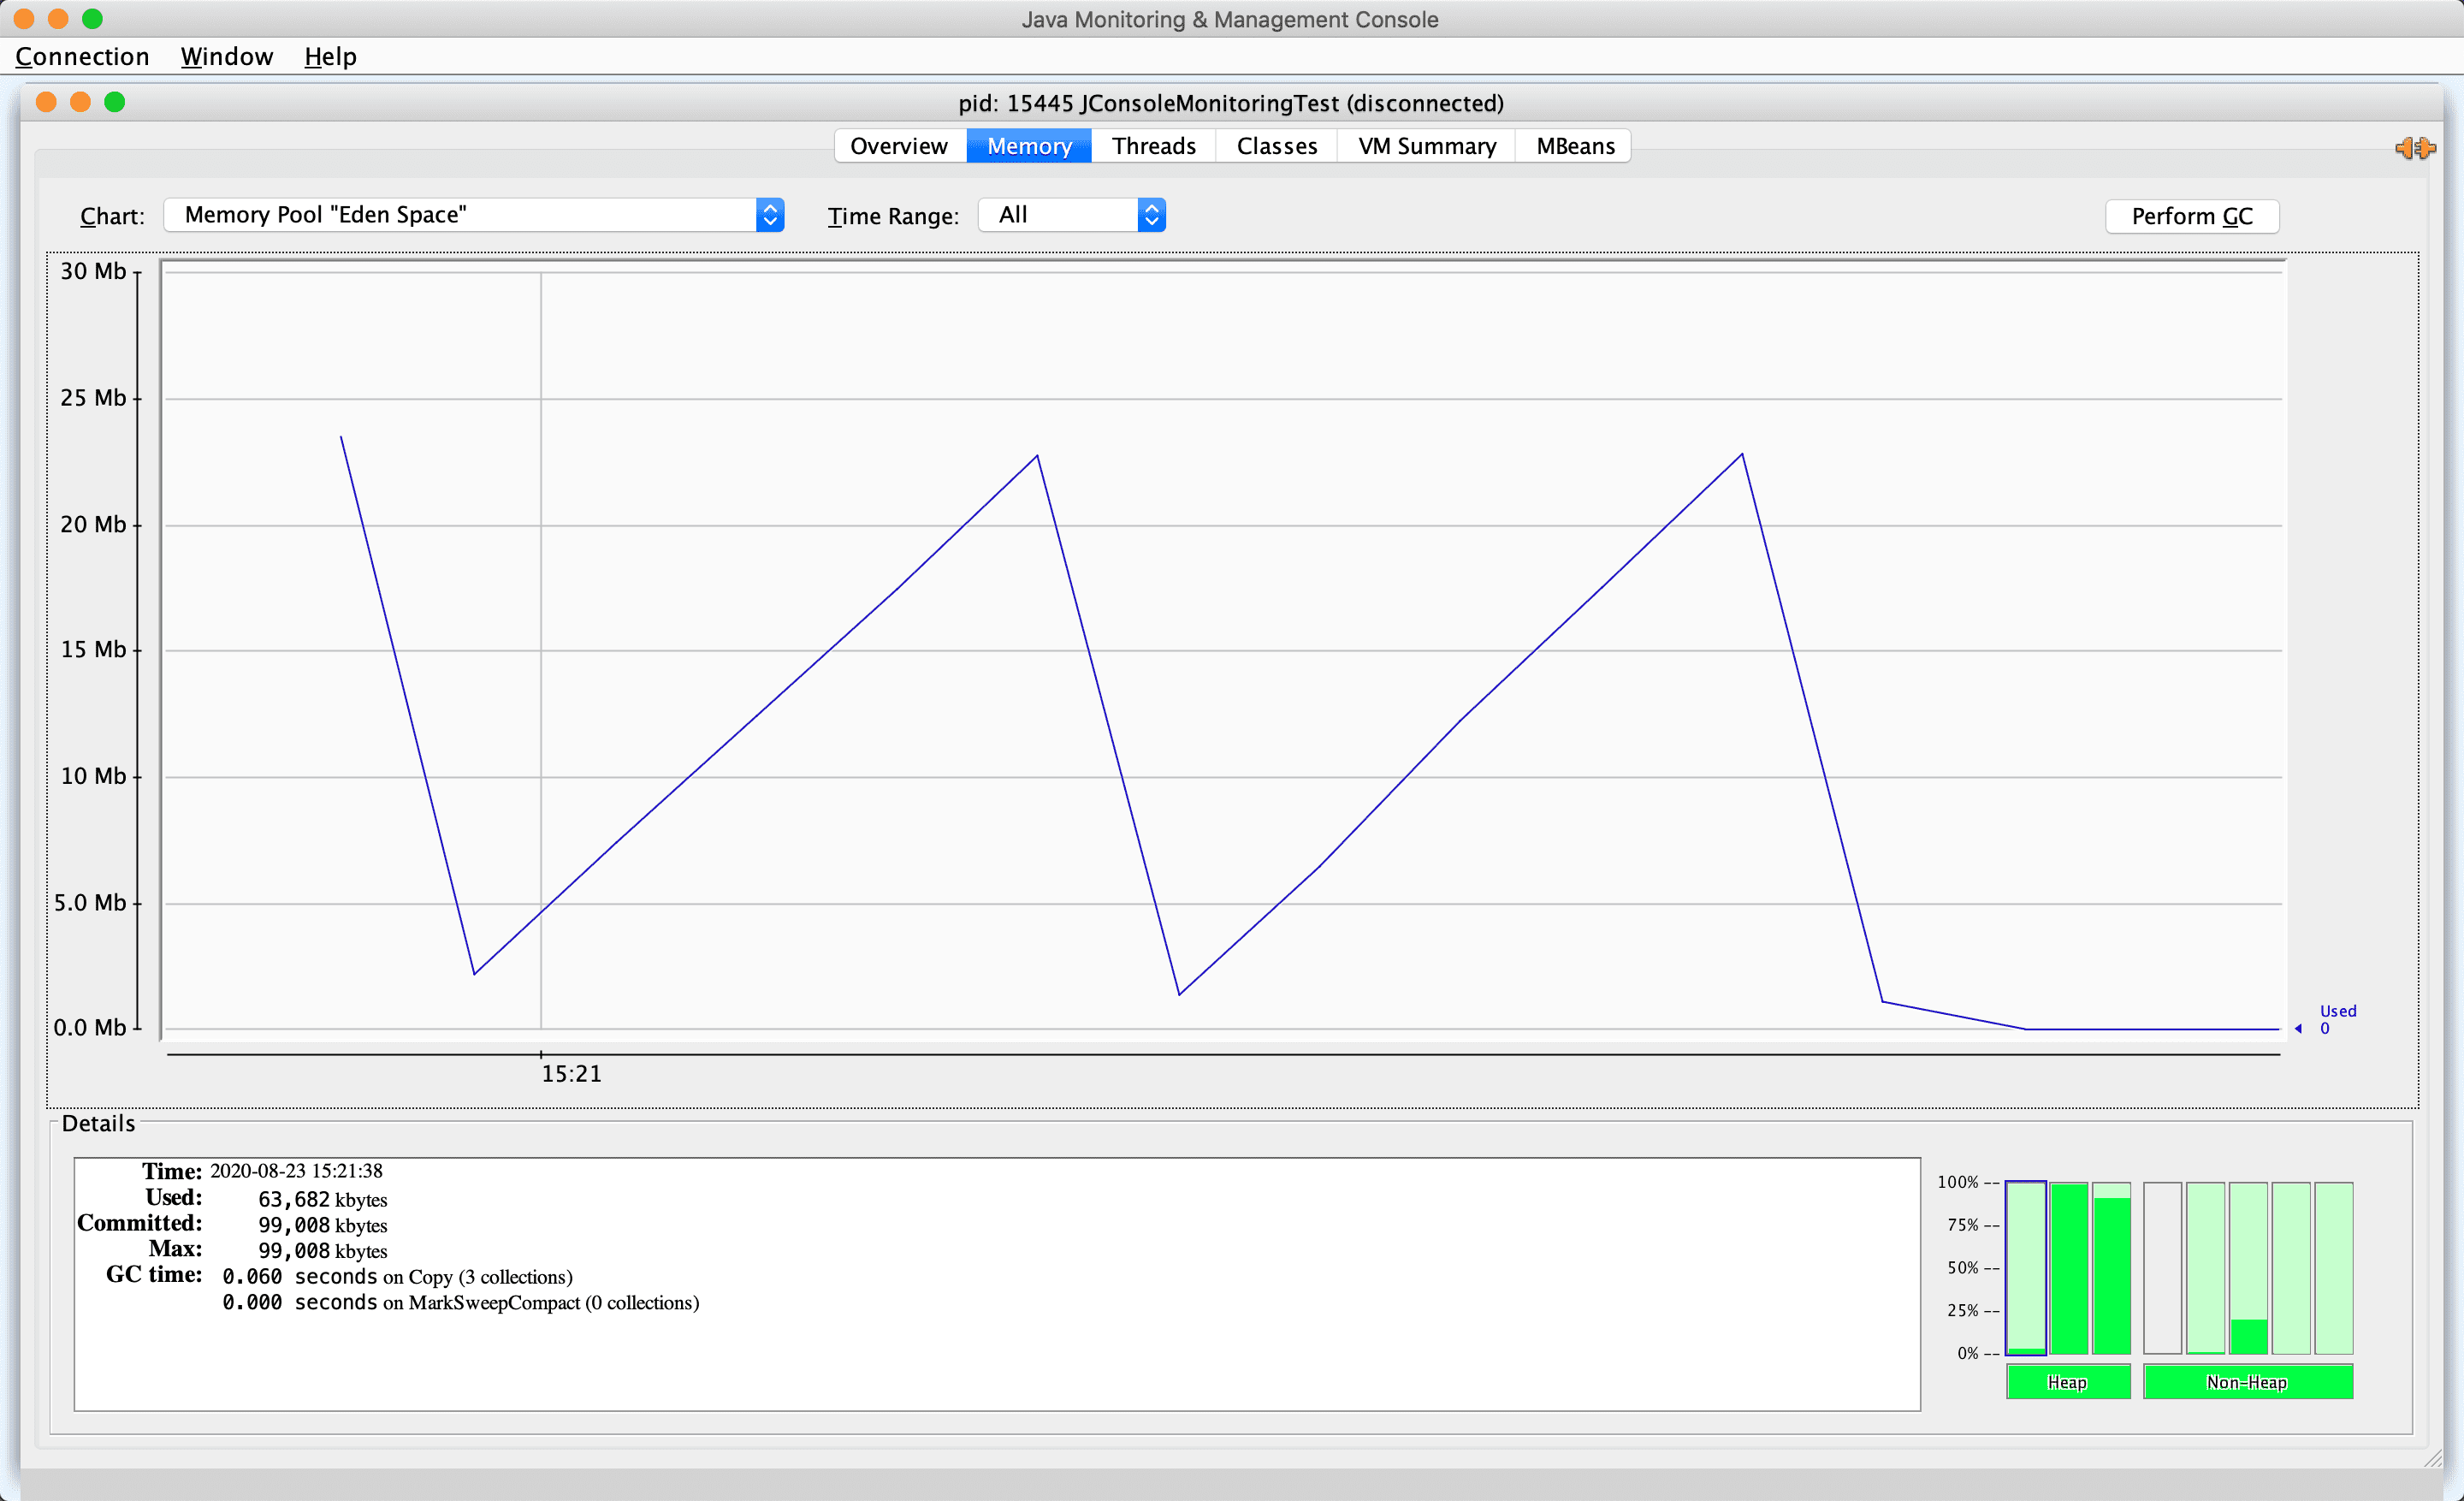 Java Monitoring & Management Console
Connection Window Help
pid: 15445 JConsoleMonitoringTest (disconnected)
Overview Memory Threads Classes VM Summary MBeans
Chart: Memory Pool "Eden Space" Time Range: All Perform GC
30 Mb
25 Mb
20 Mb
15 Mb
10 Mb
5.0 Mb
0.0 Mb
Used
0
15:21
Details
Time: 2020-08-23 15:21:38
Used: 63,682 kbytes
Committed: 99,008 kbytes
Max: 99,008 kbytes
GC time: 0.060 seconds on Copy (3 collections)
0.000 seconds on MarkSweepCompact (0 collections)
100% --
75% --
50% --
25% --
0% --
Heap Non-Heap